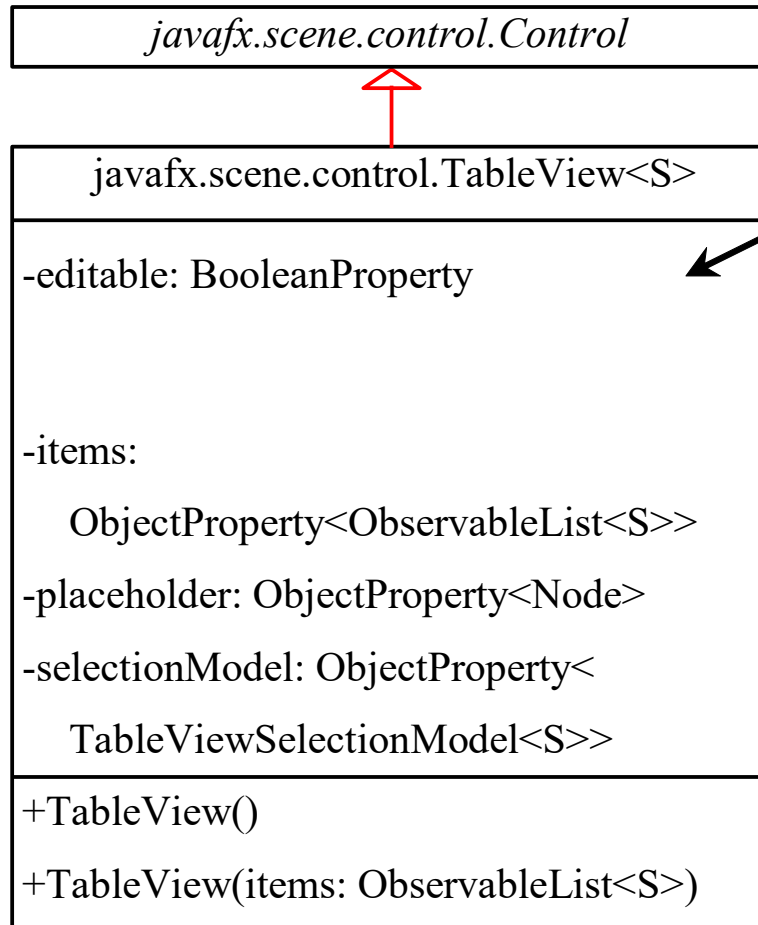 javafx.scene.control.Control
javafx.scene.control.TableView<S>
-editable: BooleanProperty
-items:
ObjectProperty<ObservableList<S>>
-placeholder: ObjectProperty<Node>
-selectionModel: ObjectProperty<
TableViewSelectionModel<S>>
+TableView()
+TableView(items: ObservableList<S>)